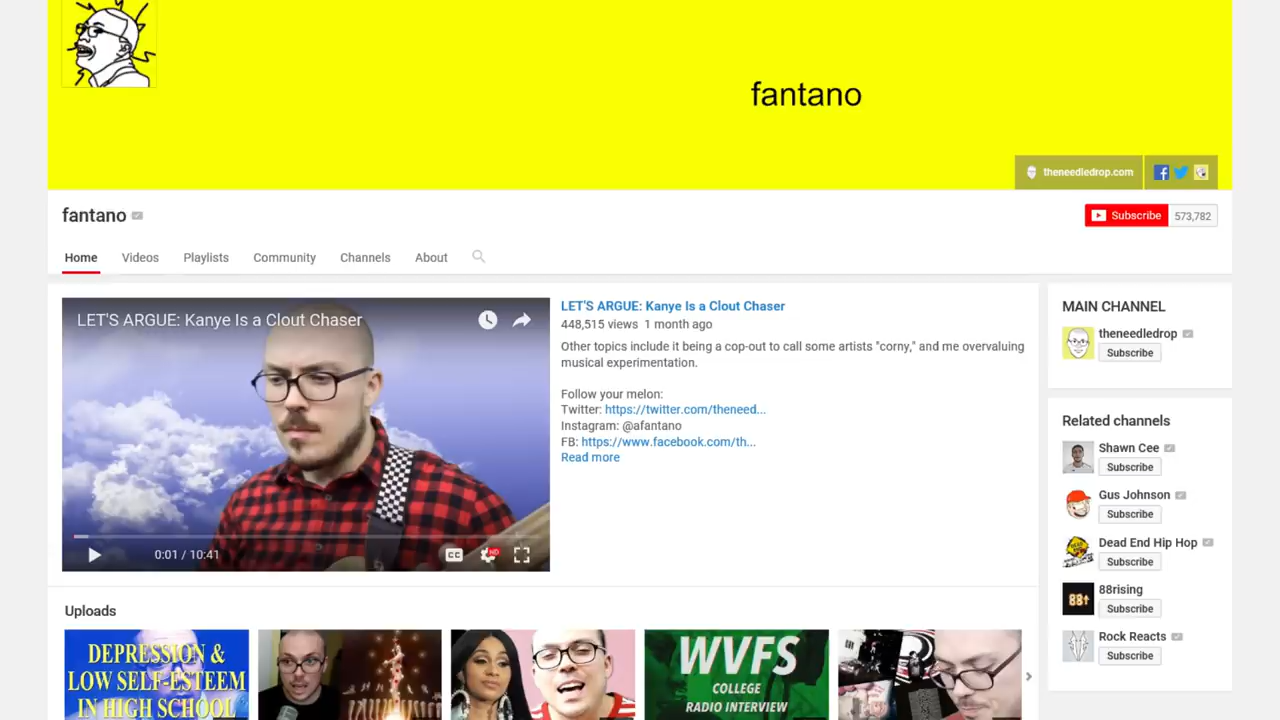 fantano
theneedledrop.com
fantano
Subscribe 573,782
Home Videos Playlists Community Channels About
LET'S ARGUE: Kanye Is a Clout Chaser
0:01 / 10:41
CC
HD
LET'S ARGUE: Kanye Is a Clout Chaser
448,515 views 1 month ago
Other topics include it being a cop-out to call some artists "corny," and me overvaluing
musical experimentation.
Follow your melon:
Twitter: https://twitter.com/theneed...
Instagram: @afantano
FB: https://www.facebook.com/th...
Read more
MAIN CHANNEL
theneedledrop
Subscribe
Related channels
Shawn Cee
Subscribe
Gus Johnson
Subscribe
Dead End Hip Hop
Subscribe
88rising
88↑
Subscribe
Rock Reacts
Subscribe
Uploads
DEPRESSION &
LOW SELF-ESTEEM
IN HIGH SCHOOL
WVFS
COLLEGE
RADIO INTERVIEW